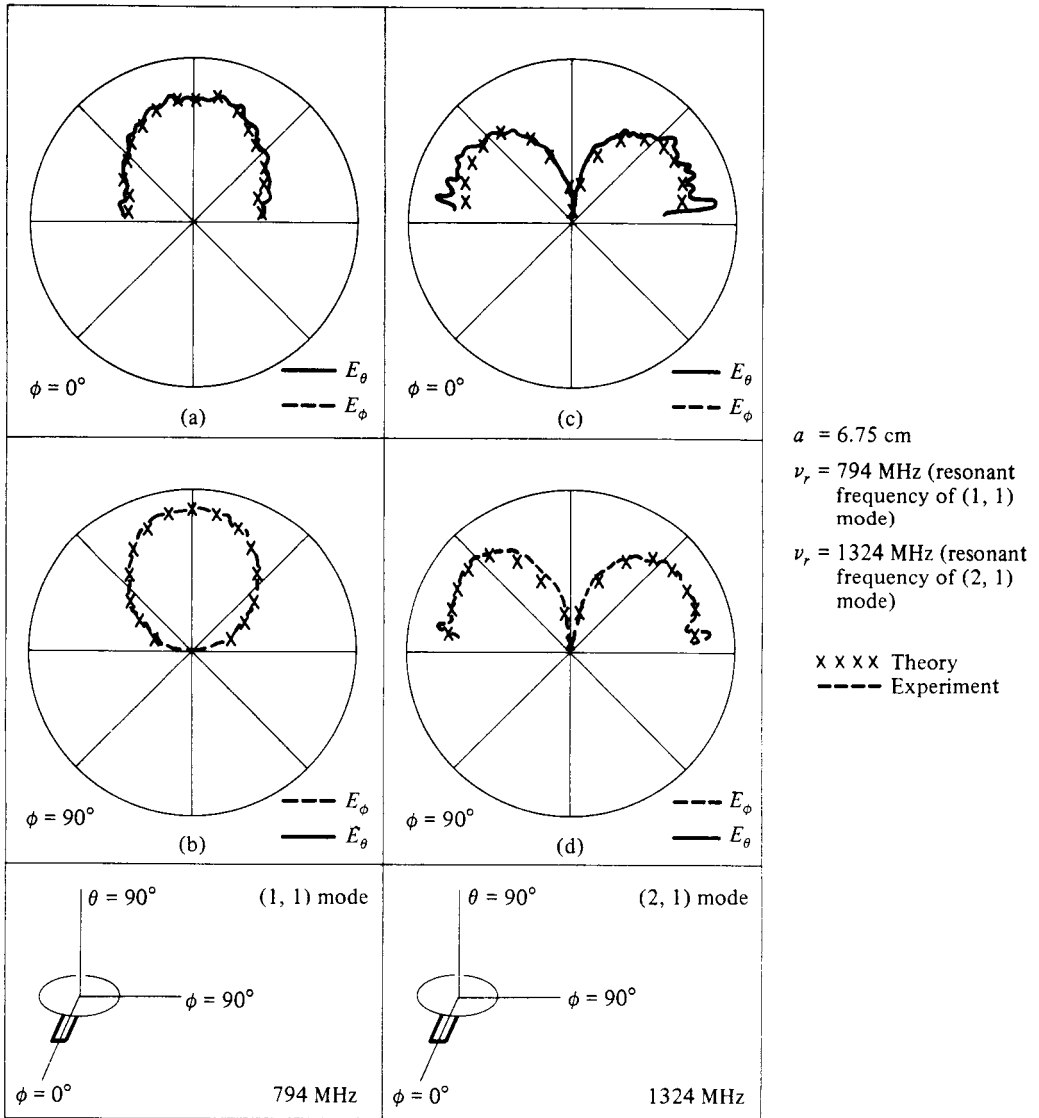 φ = 0°
E_θ
E_φ
(a)
φ = 0°
E_θ
E_φ
(c)
φ = 90°
E_φ
E_θ
(b)
φ = 90°
E_φ
E_θ
(d)
a = 6.75 cm
ν_r = 794 MHz (resonant
frequency of (1, 1)
mode)
ν_r = 1324 MHz (resonant
frequency of (2, 1)
mode)
X X X X Theory
Experiment
θ = 90°
(1, 1) mode
φ = 90°
φ = 0°
794 MHz
θ = 90°
(2, 1) mode
φ = 90°
φ = 0°
1324 MHz